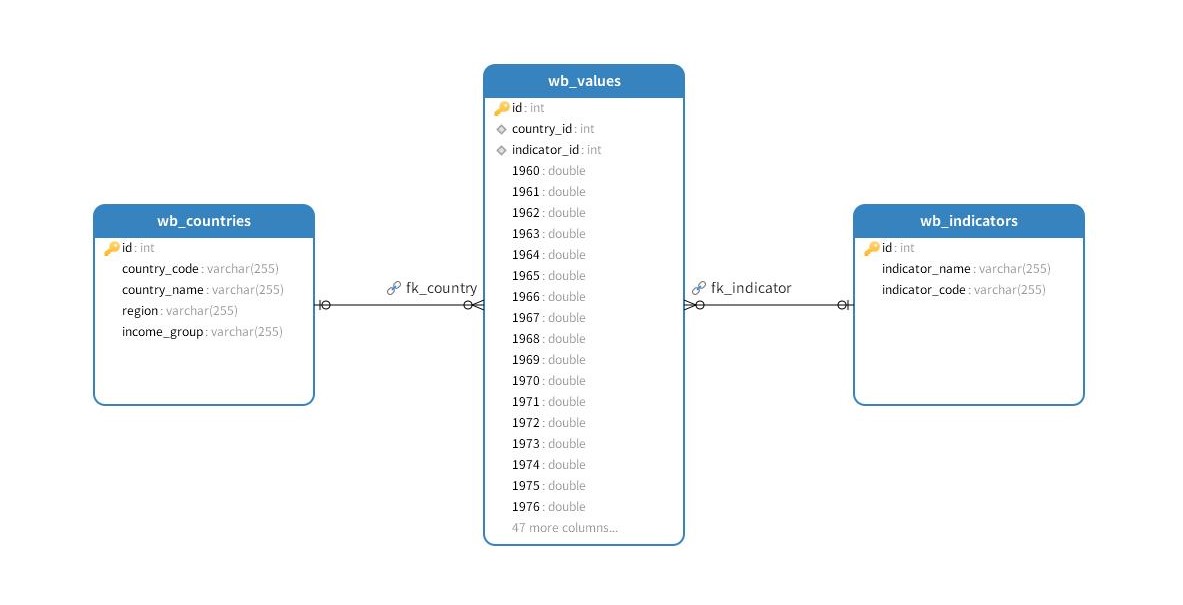 wb_values
id : int
country_id : int
indicator_id : int
1960 : double
1961 : double
1962 : double
1963 : double
1964 : double
1965 : double
1966 : double
1967 : double
1968 : double
1969 : double
1970 : double
1971 : double
1972 : double
1973 : double
1974 : double
1975 : double
1976 : double
47 more columns...
wb_countries
id : int
country_code : varchar(255)
country_name : varchar(255)
region : varchar(255)
income_group : varchar(255)
fk_country
fk_indicator
wb_indicators
id : int
indicator_name : varchar(255)
indicator_code : varchar(255)